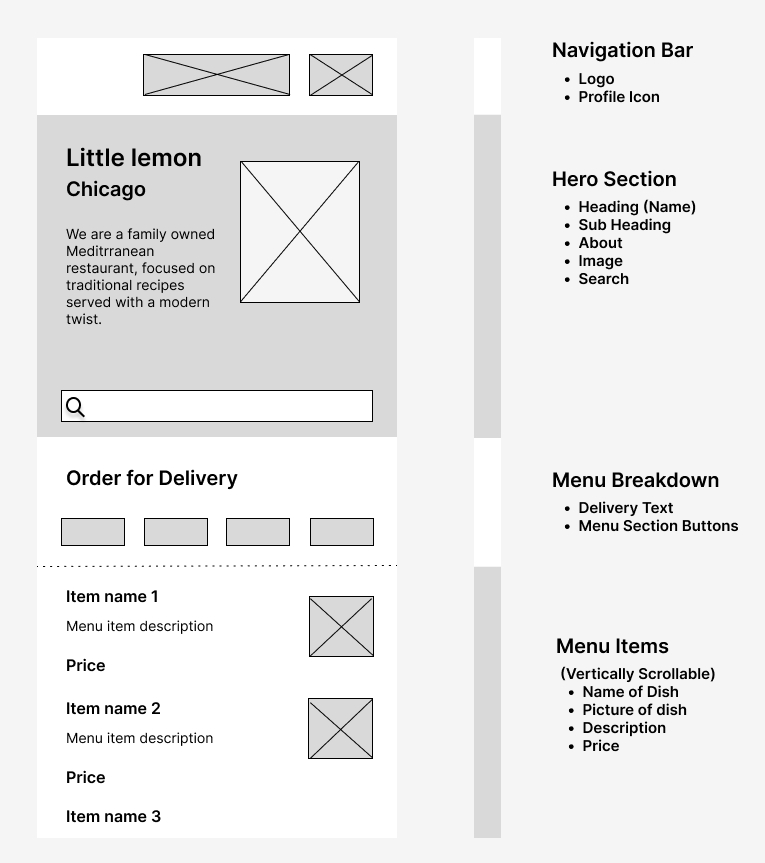 Little lemon
Chicago
We are a family owned
Meditrranean
restaurant, focused on
traditional recipes
served with a modern
twist.
Order for Delivery
Item name 1
Menu item description
Price
Item name 2
Menu item description
Price
Item name 3
Navigation Bar
• Logo
• Profile Icon
Hero Section
• Heading (Name)
• Sub Heading
• About
• Image
• Search
Menu Breakdown
• Delivery Text
• Menu Section Buttons
Menu Items
(Vertically Scrollable)
• Name of Dish
• Picture of dish
• Description
• Price